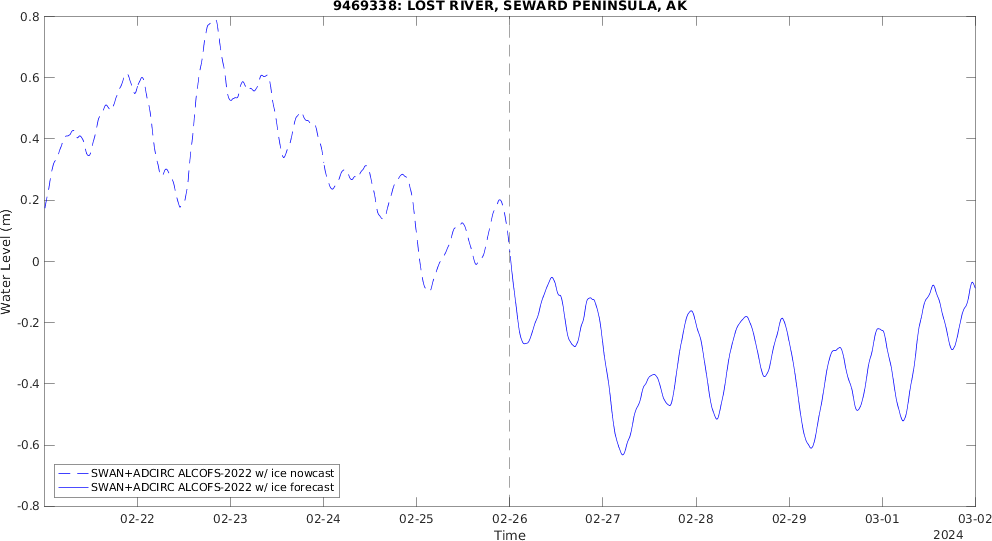 9469338: LOST RIVER, SEWARD PENINSULA, AK
0.8
0.6
0.4
0.2
0
-0.2
-0.4
-0.6
-0.8
Water Level (m)
SWAN+ADCIRC ALCOFS-2022 w/ ice nowcast
SWAN+ADCIRC ALCOFS-2022 w/ ice forecast
02-22 02-23 02-24 02-25 02-26 02-27 02-28 02-29 03-01 03-02
Time
2024